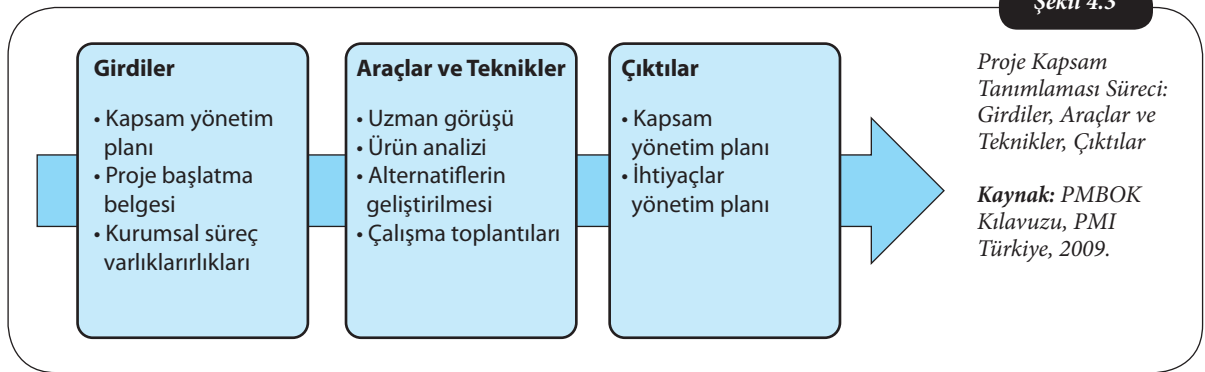 Şekil 4.3
Girdiler
• Kapsam yönetim
planı
• Proje başlatma
belgesi
• Kurumsal süreç
varlıklarırlıkları
Araçlar ve Teknikler
• Uzman görüşü
• Ürün analizi
• Alternatiflerin
geliştirilmesi
• Çalışma toplantıları
Çıktılar
• Kapsam
yönetim planı
• İhtiyaçlar
yönetim planı
Proje Kapsam
Tanımlaması Süreci:
Girdiler, Araçlar ve
Teknikler, Çıktılar
Kaynak: PMBOK
Kılavuzu, PMI
Türkiye, 2009.